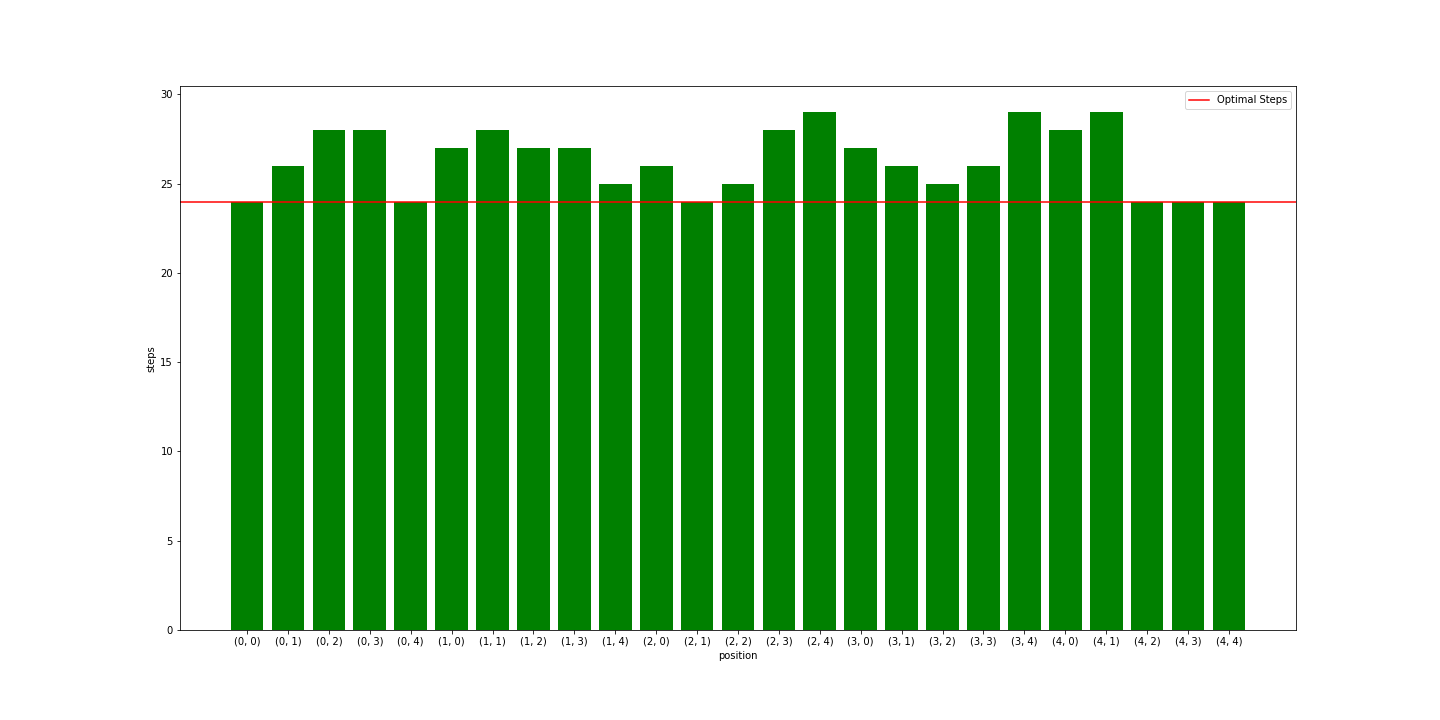 30
Optimal Steps
25
20
15
steps
10
5
0
(0, 0) (0, 1) (0, 2) (0, 3) (0, 4) (1, 0) (1, 1) (1, 2) (1, 3) (1, 4) (2, 0) (2, 1) (2, 2) (2, 3) (2, 4) (3, 0) (3, 1) (3, 2) (3, 3) (3, 4) (4, 0) (4, 1) (4, 2) (4, 3) (4, 4)
position